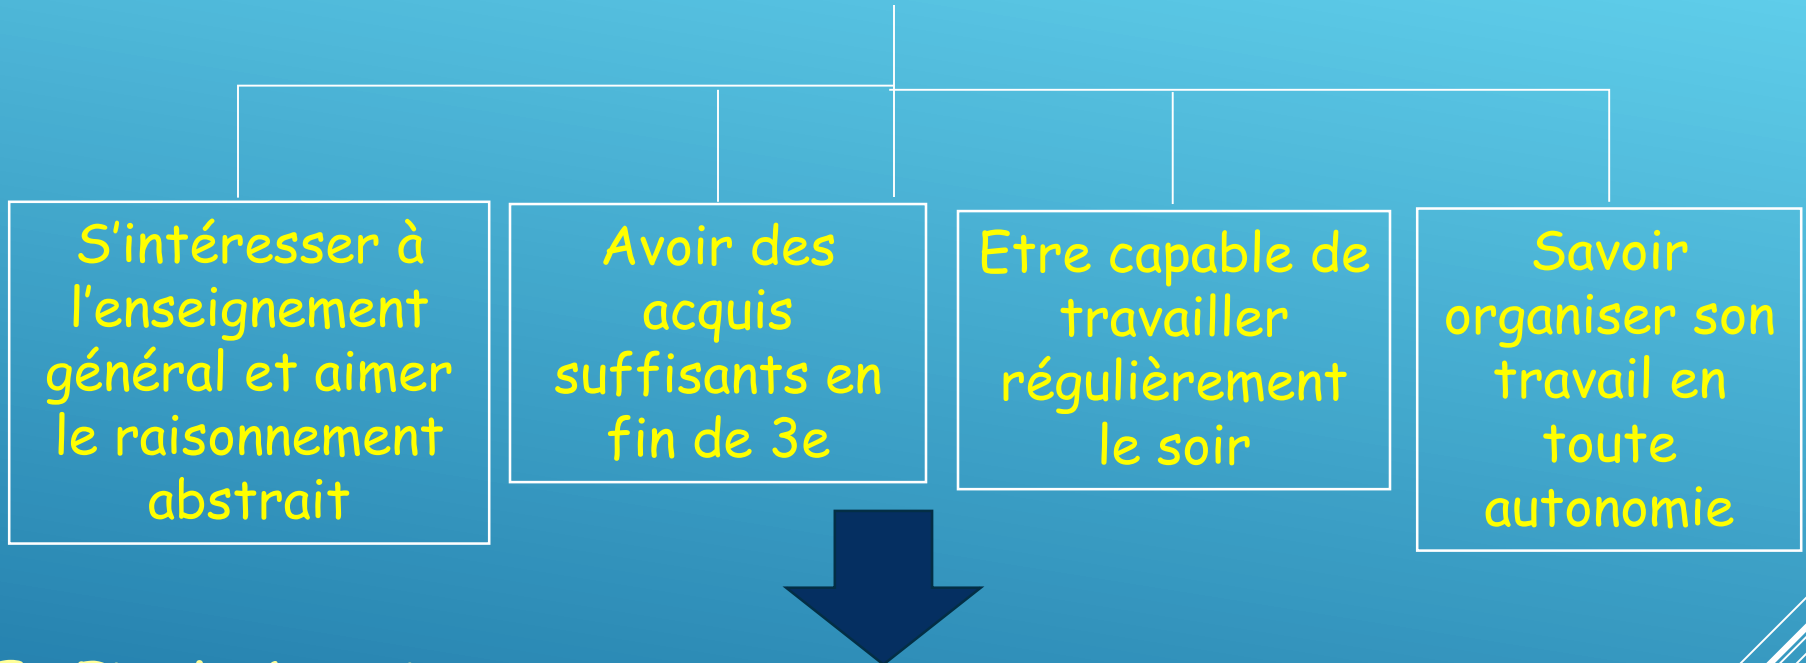 S'intéresser à
l'enseignement
général et aimer
le raisonnement
abstrait
Avoir des
acquis
suffisants en
fin de 3e
Etre capable de
travailler
régulièrement
le soir
Savoir
organiser son
travail en
toute
autonomie